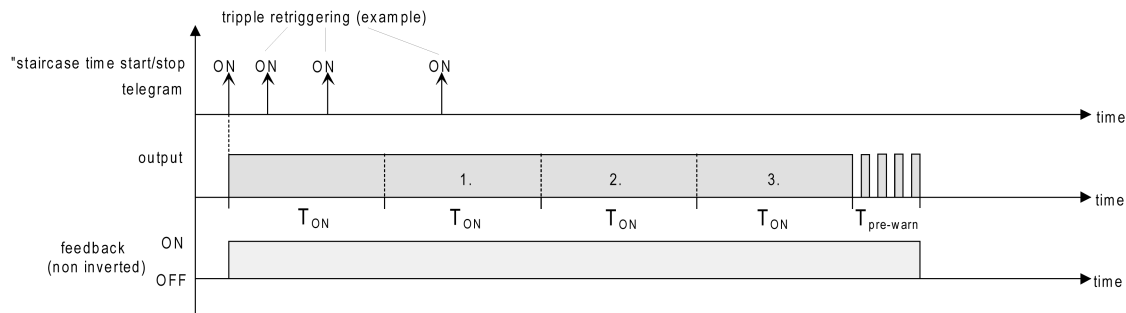 tripple retriggering (example)
"staircase time start/stop
telegram
ON ON ON ON
time
output
1. 2. 3.
time
TON TON TON TON Tpre-warn
feedback
(non inverted)
ON
OFF
time